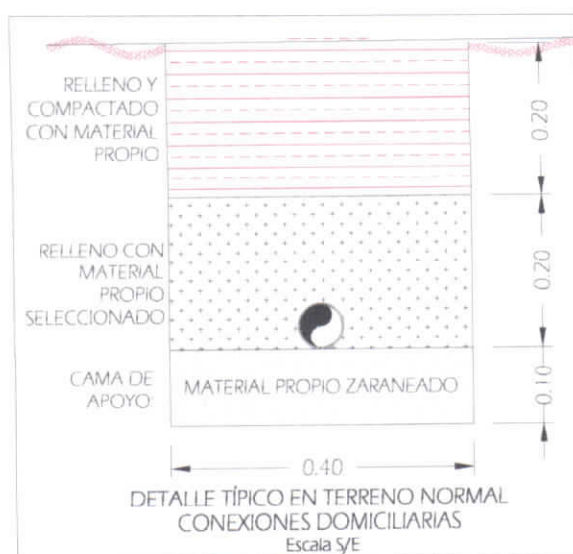 RELLENO Y
COMPACTADO
CON MATERIAL
PROPIO
0.20
RELLENO CON
MATERIAL
PROPIO
SELECCIONADO
0.20
CAMA DE
APOYO:
MATERIAL PROPIO ZARANEADO
0.10
0.40
DETALLE TÍPICO EN TERRENO NORMAL
CONEXIONES DOMICILIARIAS
Escala S/E